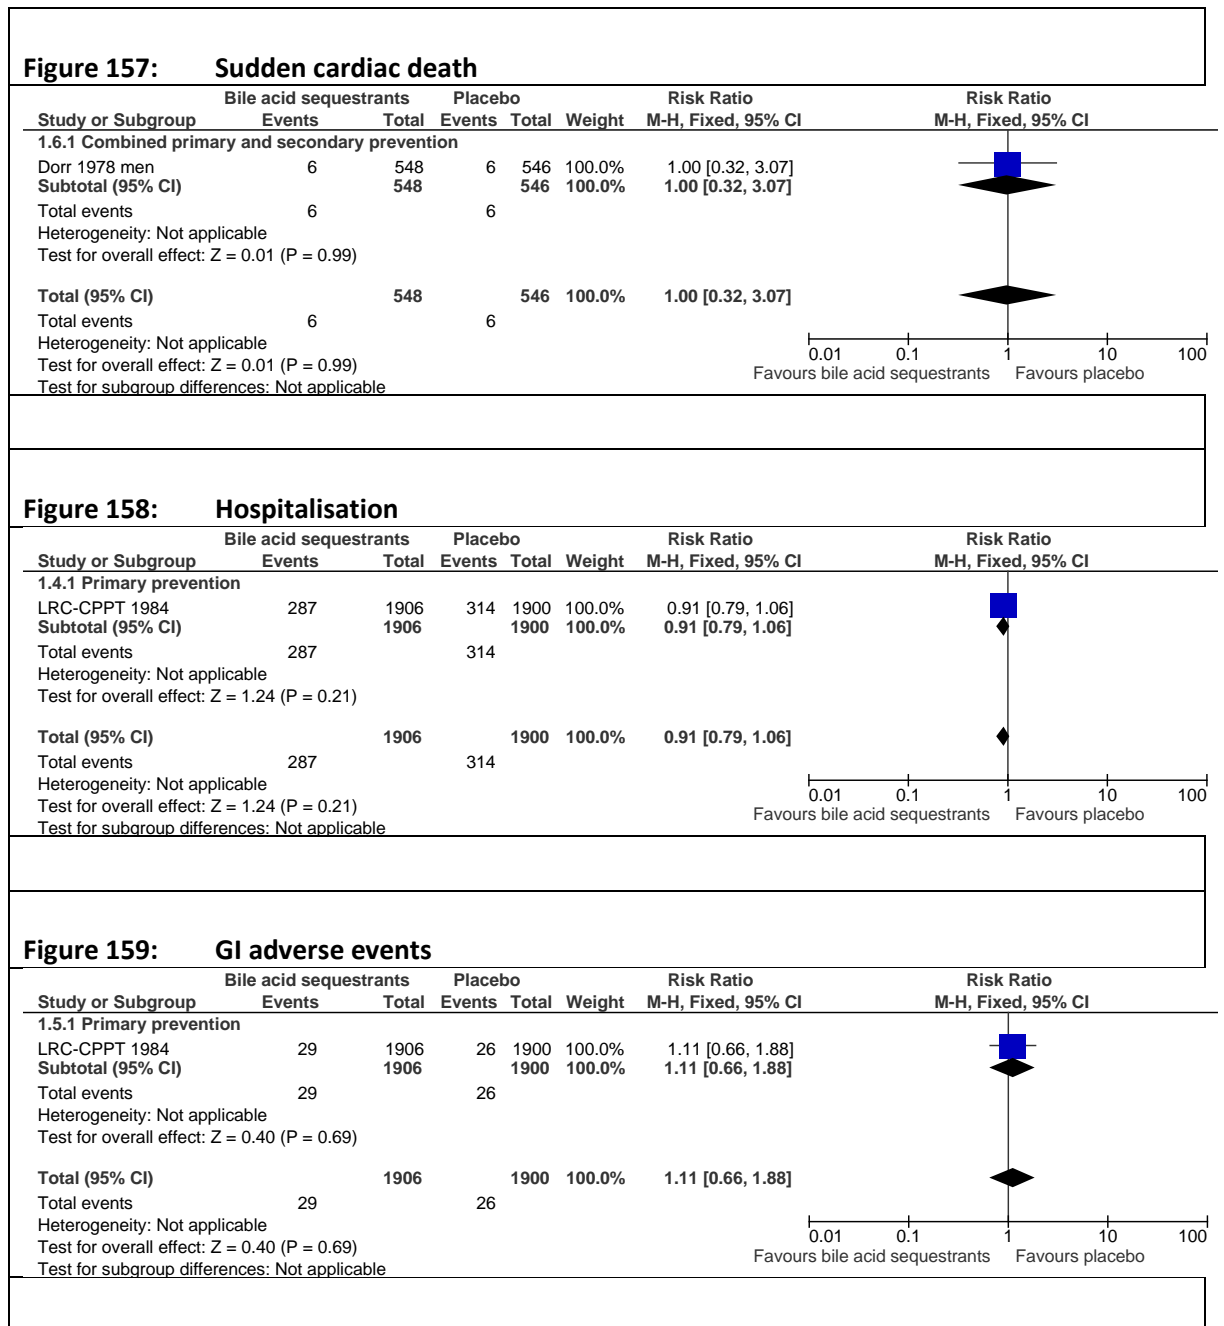 Figure 157: Sudden cardiac death
Bile acid sequestrants Placebo Risk Ratio Risk Ratio
Study or Subgroup Events Total Events Total Weight M-H, Fixed, 95% CI M-H, Fixed, 95% CI
1.6.1 Combined primary and secondary prevention
Dorr 1978 men 6 548 6 546 100.0% 1.00 [0.32, 3.07]
Subtotal (95% CI) 548 546 100.0% 1.00 [0.32, 3.07]
Total events 6 6
Heterogeneity: Not applicable
Test for overall effect: Z = 0.01 (P = 0.99)
Total (95% CI) 548 546 100.0% 1.00 [0.32, 3.07]
Total events 6 6
Heterogeneity: Not applicable
Test for overall effect: Z = 0.01 (P = 0.99)
Test for subgroup differences: Not applicable
0.01 0.1 1 10 100
Favours bile acid sequestrants Favours placebo
Figure 158: Hospitalisation
Bile acid sequestrants Placebo Risk Ratio Risk Ratio
Study or Subgroup Events Total Events Total Weight M-H, Fixed, 95% CI M-H, Fixed, 95% CI
1.4.1 Primary prevention
LRC-CPPT 1984 287 1906 314 1900 100.0% 0.91 [0.79, 1.06]
Subtotal (95% CI) 1906 1900 100.0% 0.91 [0.79, 1.06]
Total events 287 314
Heterogeneity: Not applicable
Test for overall effect: Z = 1.24 (P = 0.21)
Total (95% CI) 1906 1900 100.0% 0.91 [0.79, 1.06]
Total events 287 314
Heterogeneity: Not applicable
Test for overall effect: Z = 1.24 (P = 0.21)
Test for subgroup differences: Not applicable
0.01 0.1 1 10 100
Favours bile acid sequestrants Favours placebo
Figure 159: GI adverse events
Bile acid sequestrants Placebo Risk Ratio Risk Ratio
Study or Subgroup Events Total Events Total Weight M-H, Fixed, 95% CI M-H, Fixed, 95% CI
1.5.1 Primary prevention
LRC-CPPT 1984 29 1906 26 1900 100.0% 1.11 [0.66, 1.88]
Subtotal (95% CI) 1906 1900 100.0% 1.11 [0.66, 1.88]
Total events 29 26
Heterogeneity: Not applicable
Test for overall effect: Z = 0.40 (P = 0.69)
Total (95% CI) 1906 1900 100.0% 1.11 [0.66, 1.88]
Total events 29 26
Heterogeneity: Not applicable
Test for overall effect: Z = 0.40 (P = 0.69)
Test for subgroup differences: Not applicable
0.01 0.1 1 10 100
Favours bile acid sequestrants Favours placebo